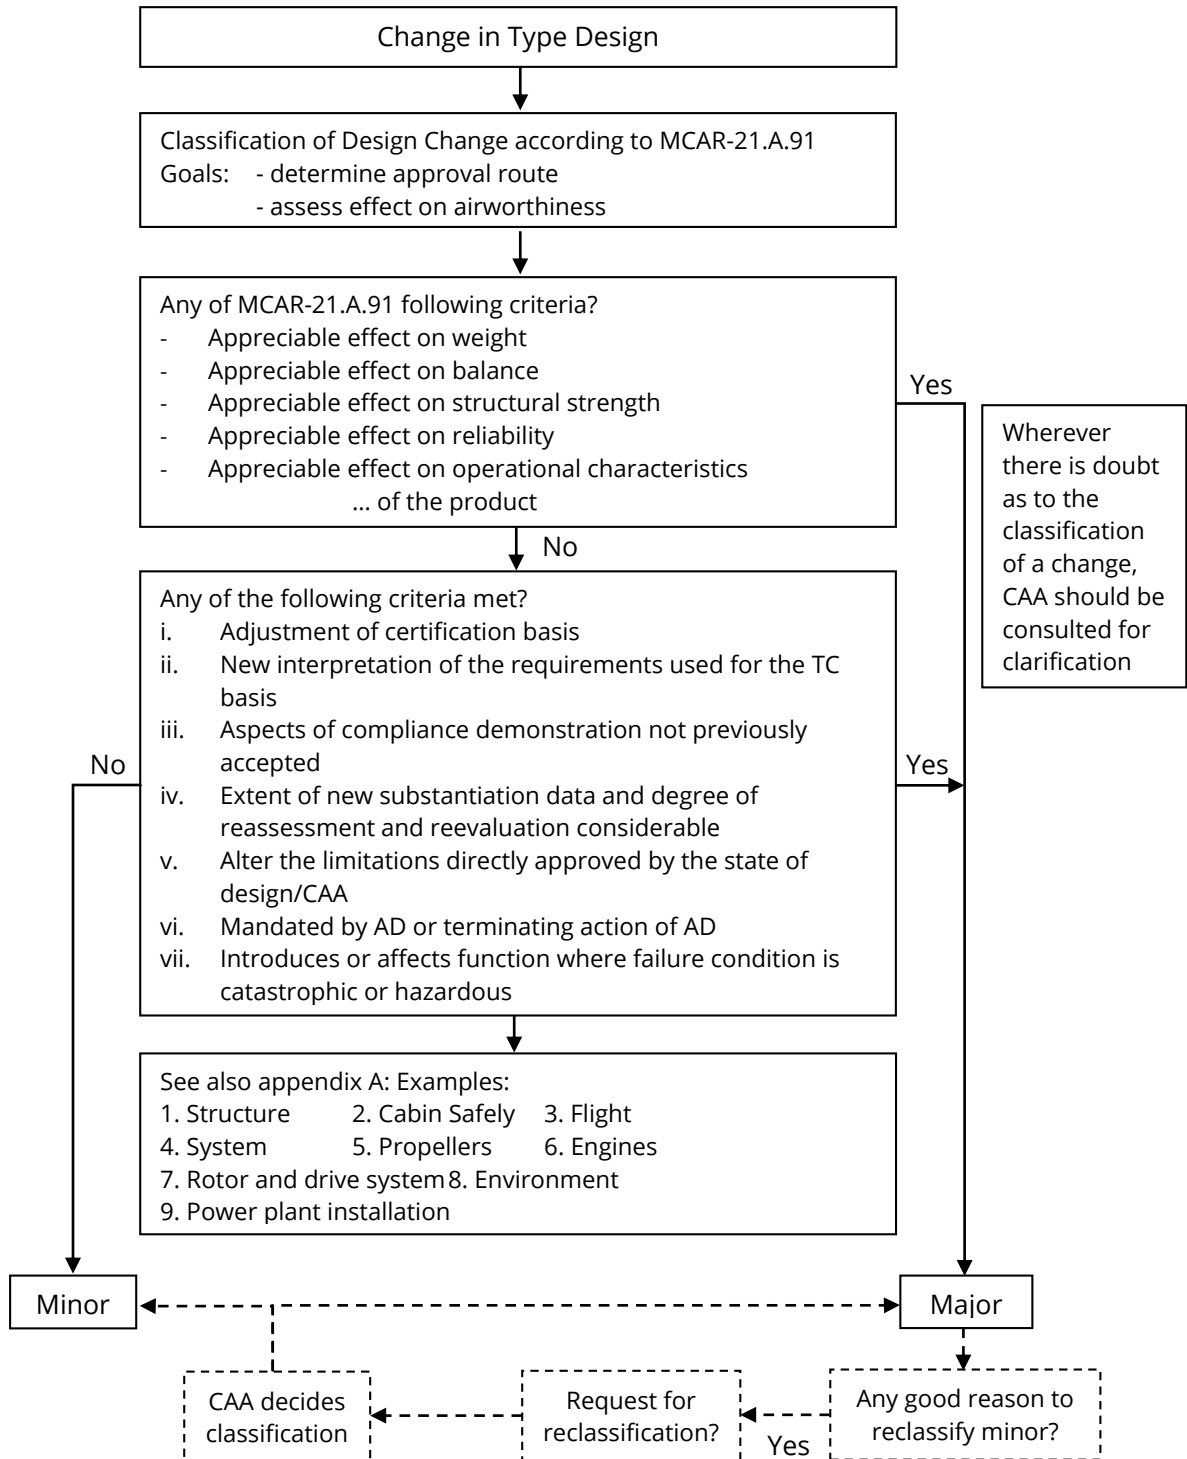 Change in Type Design
Classification of Design Change according to MCAR-21.A.91
Goals: - determine approval route
- assess effect on airworthiness
Any of MCAR-21.A.91 following criteria?
- Appreciable effect on weight
- Appreciable effect on balance
- Appreciable effect on structural strength
- Appreciable effect on reliability
- Appreciable effect on operational characteristics
... of the product
Yes
Wherever
there is doubt
as to the
classification
of a change,
CAA should be
consulted for
clarification
No
Any of the following criteria met?
i. Adjustment of certification basis
ii. New interpretation of the requirements used for the TC
basis
iii. Aspects of compliance demonstration not previously
accepted
iv. Extent of new substantiation data and degree of
reassessment and reevaluation considerable
v. Alter the limitations directly approved by the state of
design/CAA
vi. Mandated by AD or terminating action of AD
vii. Introduces or affects function where failure condition is
catastrophic or hazardous
No
Yes
See also appendix A: Examples:
1. Structure 2. Cabin Safely 3. Flight
4. System 5. Propellers 6. Engines
7. Rotor and drive system 8. Environment
9. Power plant installation
Minor
Major
CAA decides
classification
Request for
reclassification?
Yes
Any good reason to
reclassify minor?